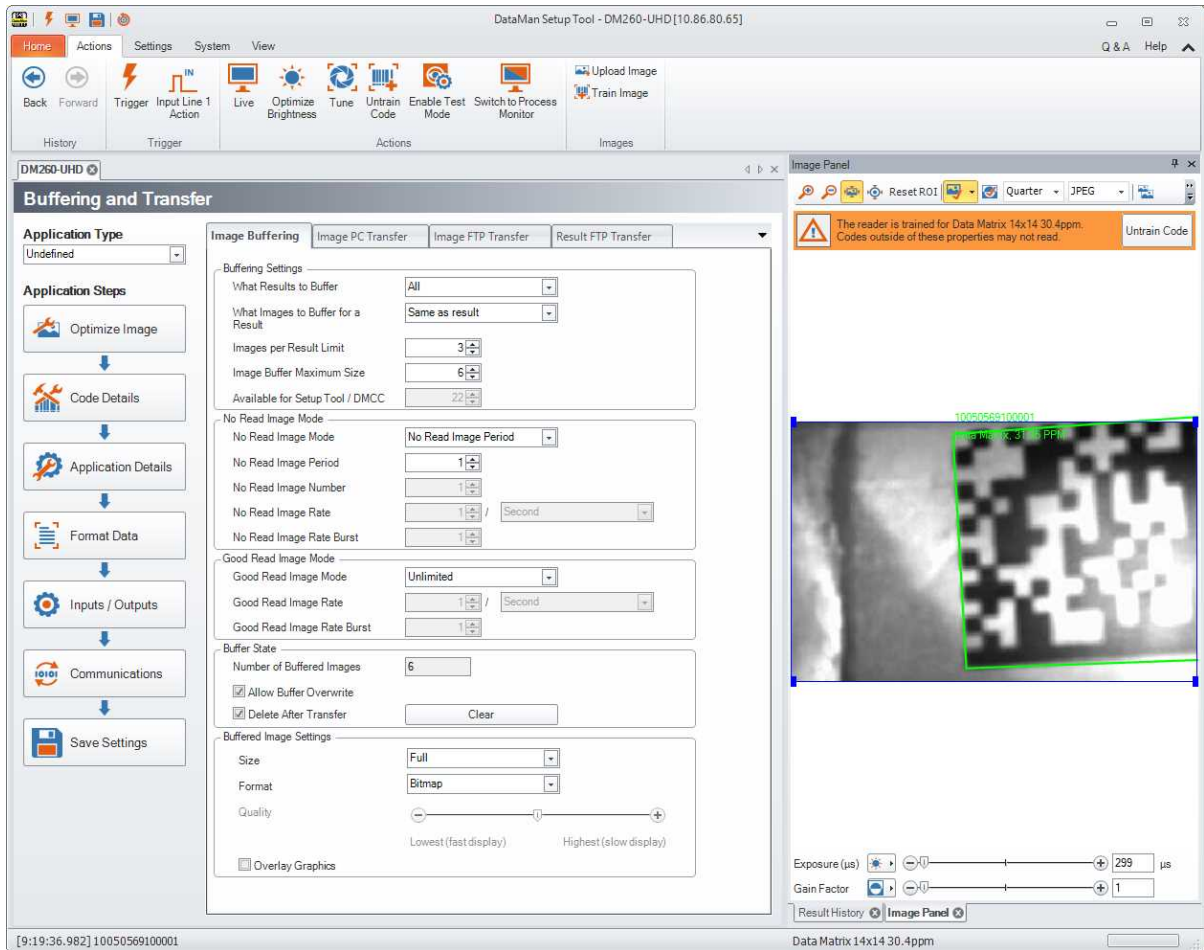 DataMan Setup Tool - DM260-UHD [10.86.80.65]
Home Actions Settings System View
Q & A Help
Back Forward
History
Trigger Input Line 1 Action
IN
Trigger
Live Optimize Brightness Tune Untrain Code Enable Test Mode Switch to Process Monitor
Actions
Upload Image
Train Image
Images
DM260-UHD
Buffering and Transfer
Application Type
Undefined
Application Steps
Optimize Image
Code Details
Application Details
Format Data
Inputs / Outputs
Communications
Save Settings
Image Buffering Image PC Transfer Image FTP Transfer Result FTP Transfer
Buffering Settings
What Results to Buffer All
What Images to Buffer for a Result Same as result
Images per Result Limit 3
Image Buffer Maximum Size 6
Available for Setup Tool / DMCC 22
No Read Image Mode
No Read Image Mode No Read Image Period
No Read Image Period 1
No Read Image Number 1
No Read Image Rate 1 / Second
No Read Image Rate Burst 1
Good Read Image Mode
Good Read Image Mode Unlimited
Good Read Image Rate 1 / Second
Good Read Image Rate Burst 1
Buffer State
Number of Buffered Images 6
Allow Buffer Overwrite
Delete After Transfer Clear
Buffered Image Settings
Size Full
Format Bitmap
Quality
Lowest (fast display) Highest (slow display)
Overlay Graphics
Image Panel
Reset ROI Quarter JPEG
The reader is trained for Data Matrix 14x14 30.4ppm.
Codes outside of these properties may not read.
Untrain Code
10050569100001
Matrix, PPM
Exposure (µs) 299 µs
Gain Factor 1
Result History Image Panel
[9:19:36.982] 10050569100001
Data Matrix 14x14 30.4ppm